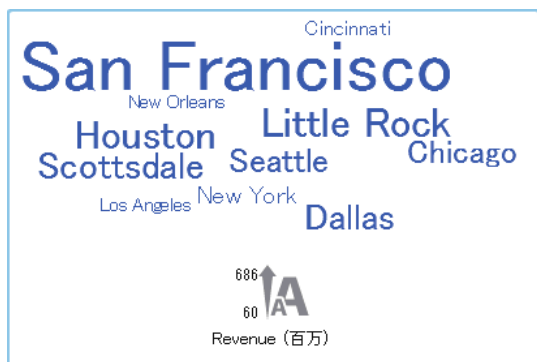 Cincinnati
San Francisco
New Orleans
Little Rock
Houston
Chicago
Seattle
Scottsdale
New York
Los Angeles
Dallas
686
60
Revenue (百万)